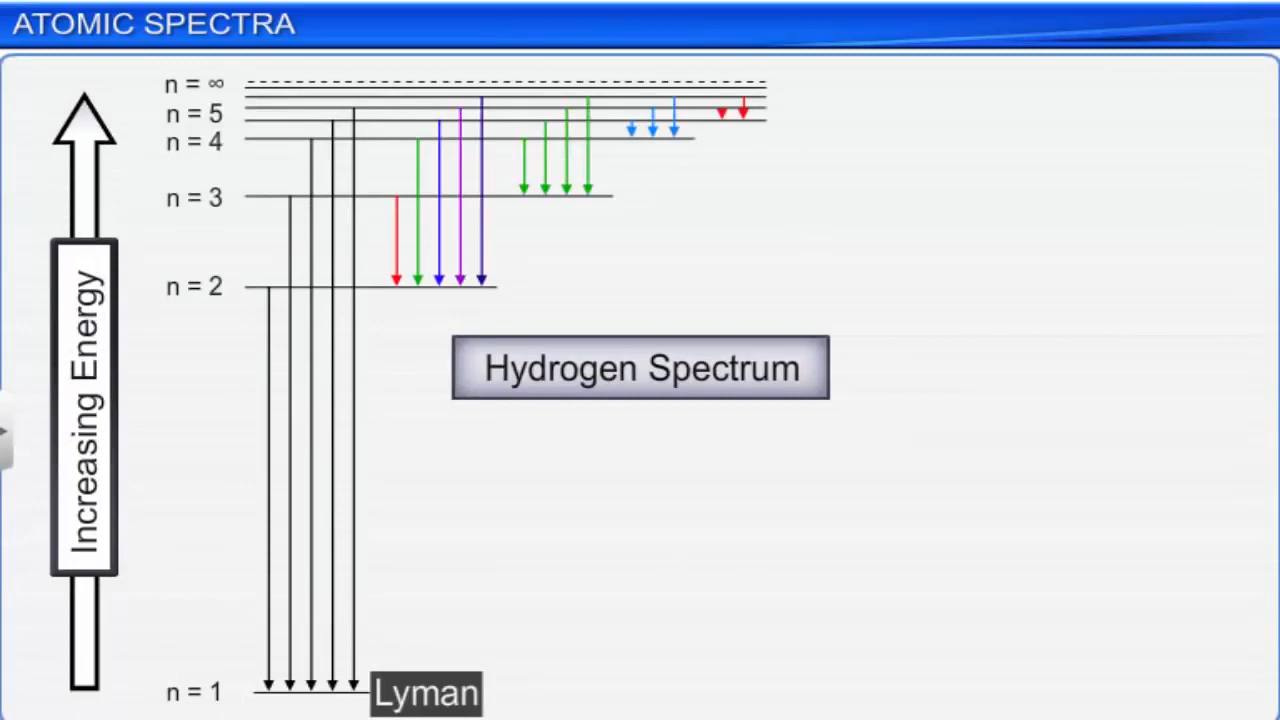 ATOMIC SPECTRA
n = ∞
n = 5
n = 4
n = 3
n = 2
n = 1
Increasing Energy
Hydrogen Spectrum
Lyman